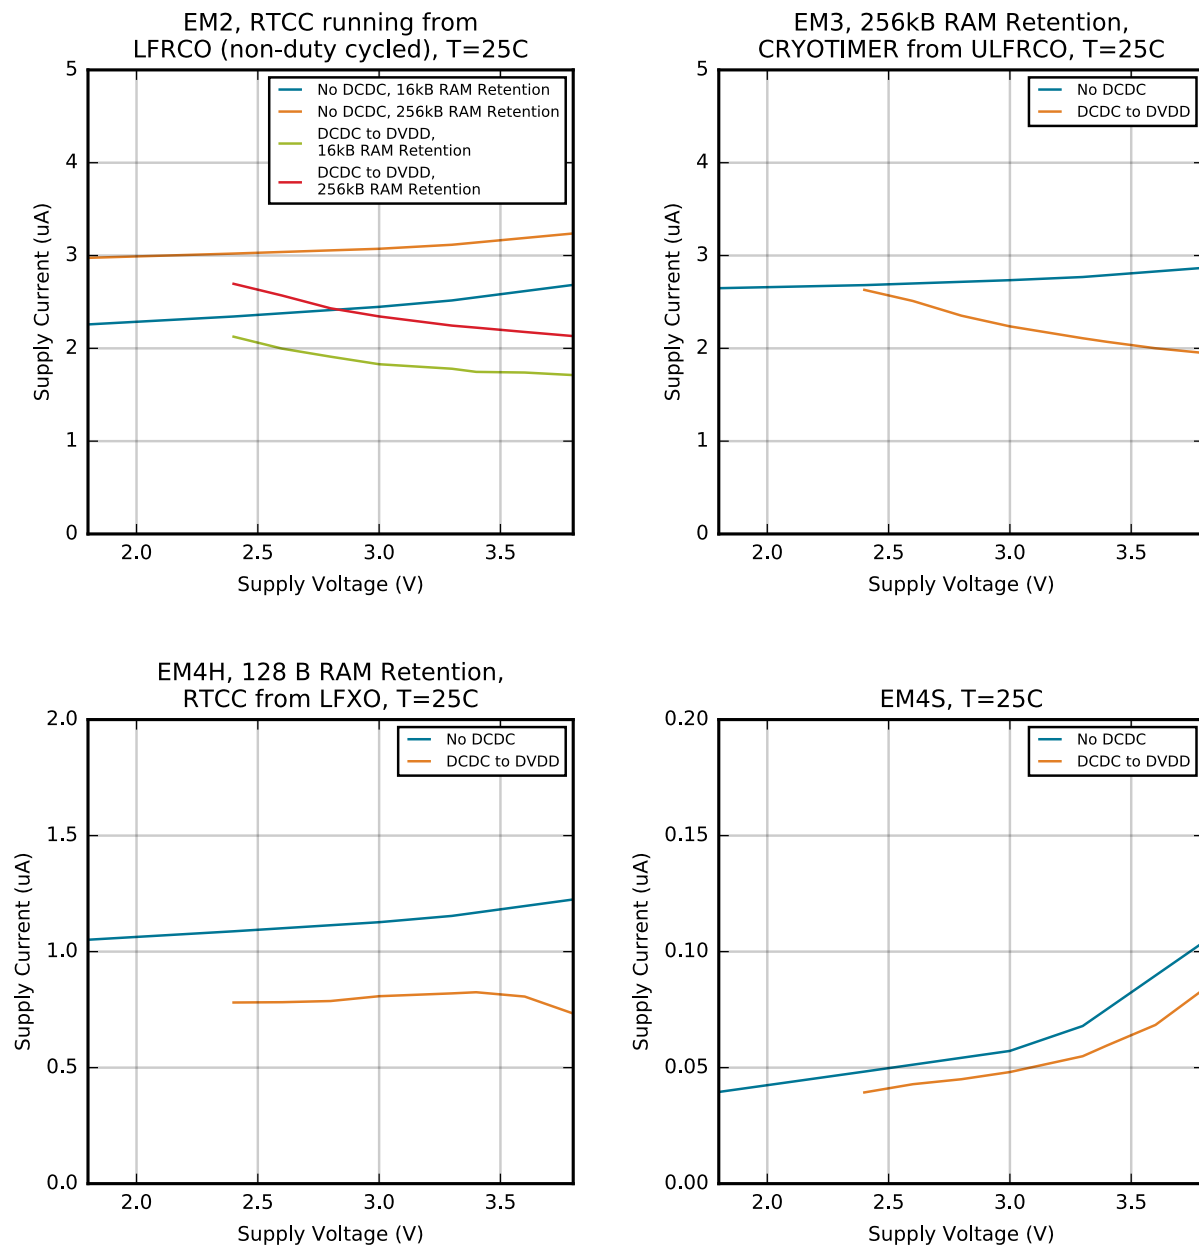 EM2, RTCC running from
LFRCO (non-duty cycled), T=25C
5
4
3
2
1
0
Supply Current (uA)
No DCDC, 16kB RAM Retention
No DCDC, 256kB RAM Retention
DCDC to DVDD,
16kB RAM Retention
DCDC to DVDD,
256kB RAM Retention
2.0
2.5
3.0
3.5
Supply Voltage (V)
EM3, 256kB RAM Retention,
CRYOTIMER from ULFRCO, T=25C
5
4
3
2
1
0
Supply Current (uA)
No DCDC
DCDC to DVDD
2.0
2.5
3.0
3.5
Supply Voltage (V)
EM4H, 128 B RAM Retention,
RTCC from LFXO, T=25C
2.0
1.5
1.0
0.5
0.0
Supply Current (uA)
No DCDC
DCDC to DVDD
2.0
2.5
3.0
3.5
Supply Voltage (V)
EM4S, T=25C
0.20
0.15
0.10
0.05
0.00
Supply Current (uA)
No DCDC
DCDC to DVDD
2.0
2.5
3.0
3.5
Supply Voltage (V)